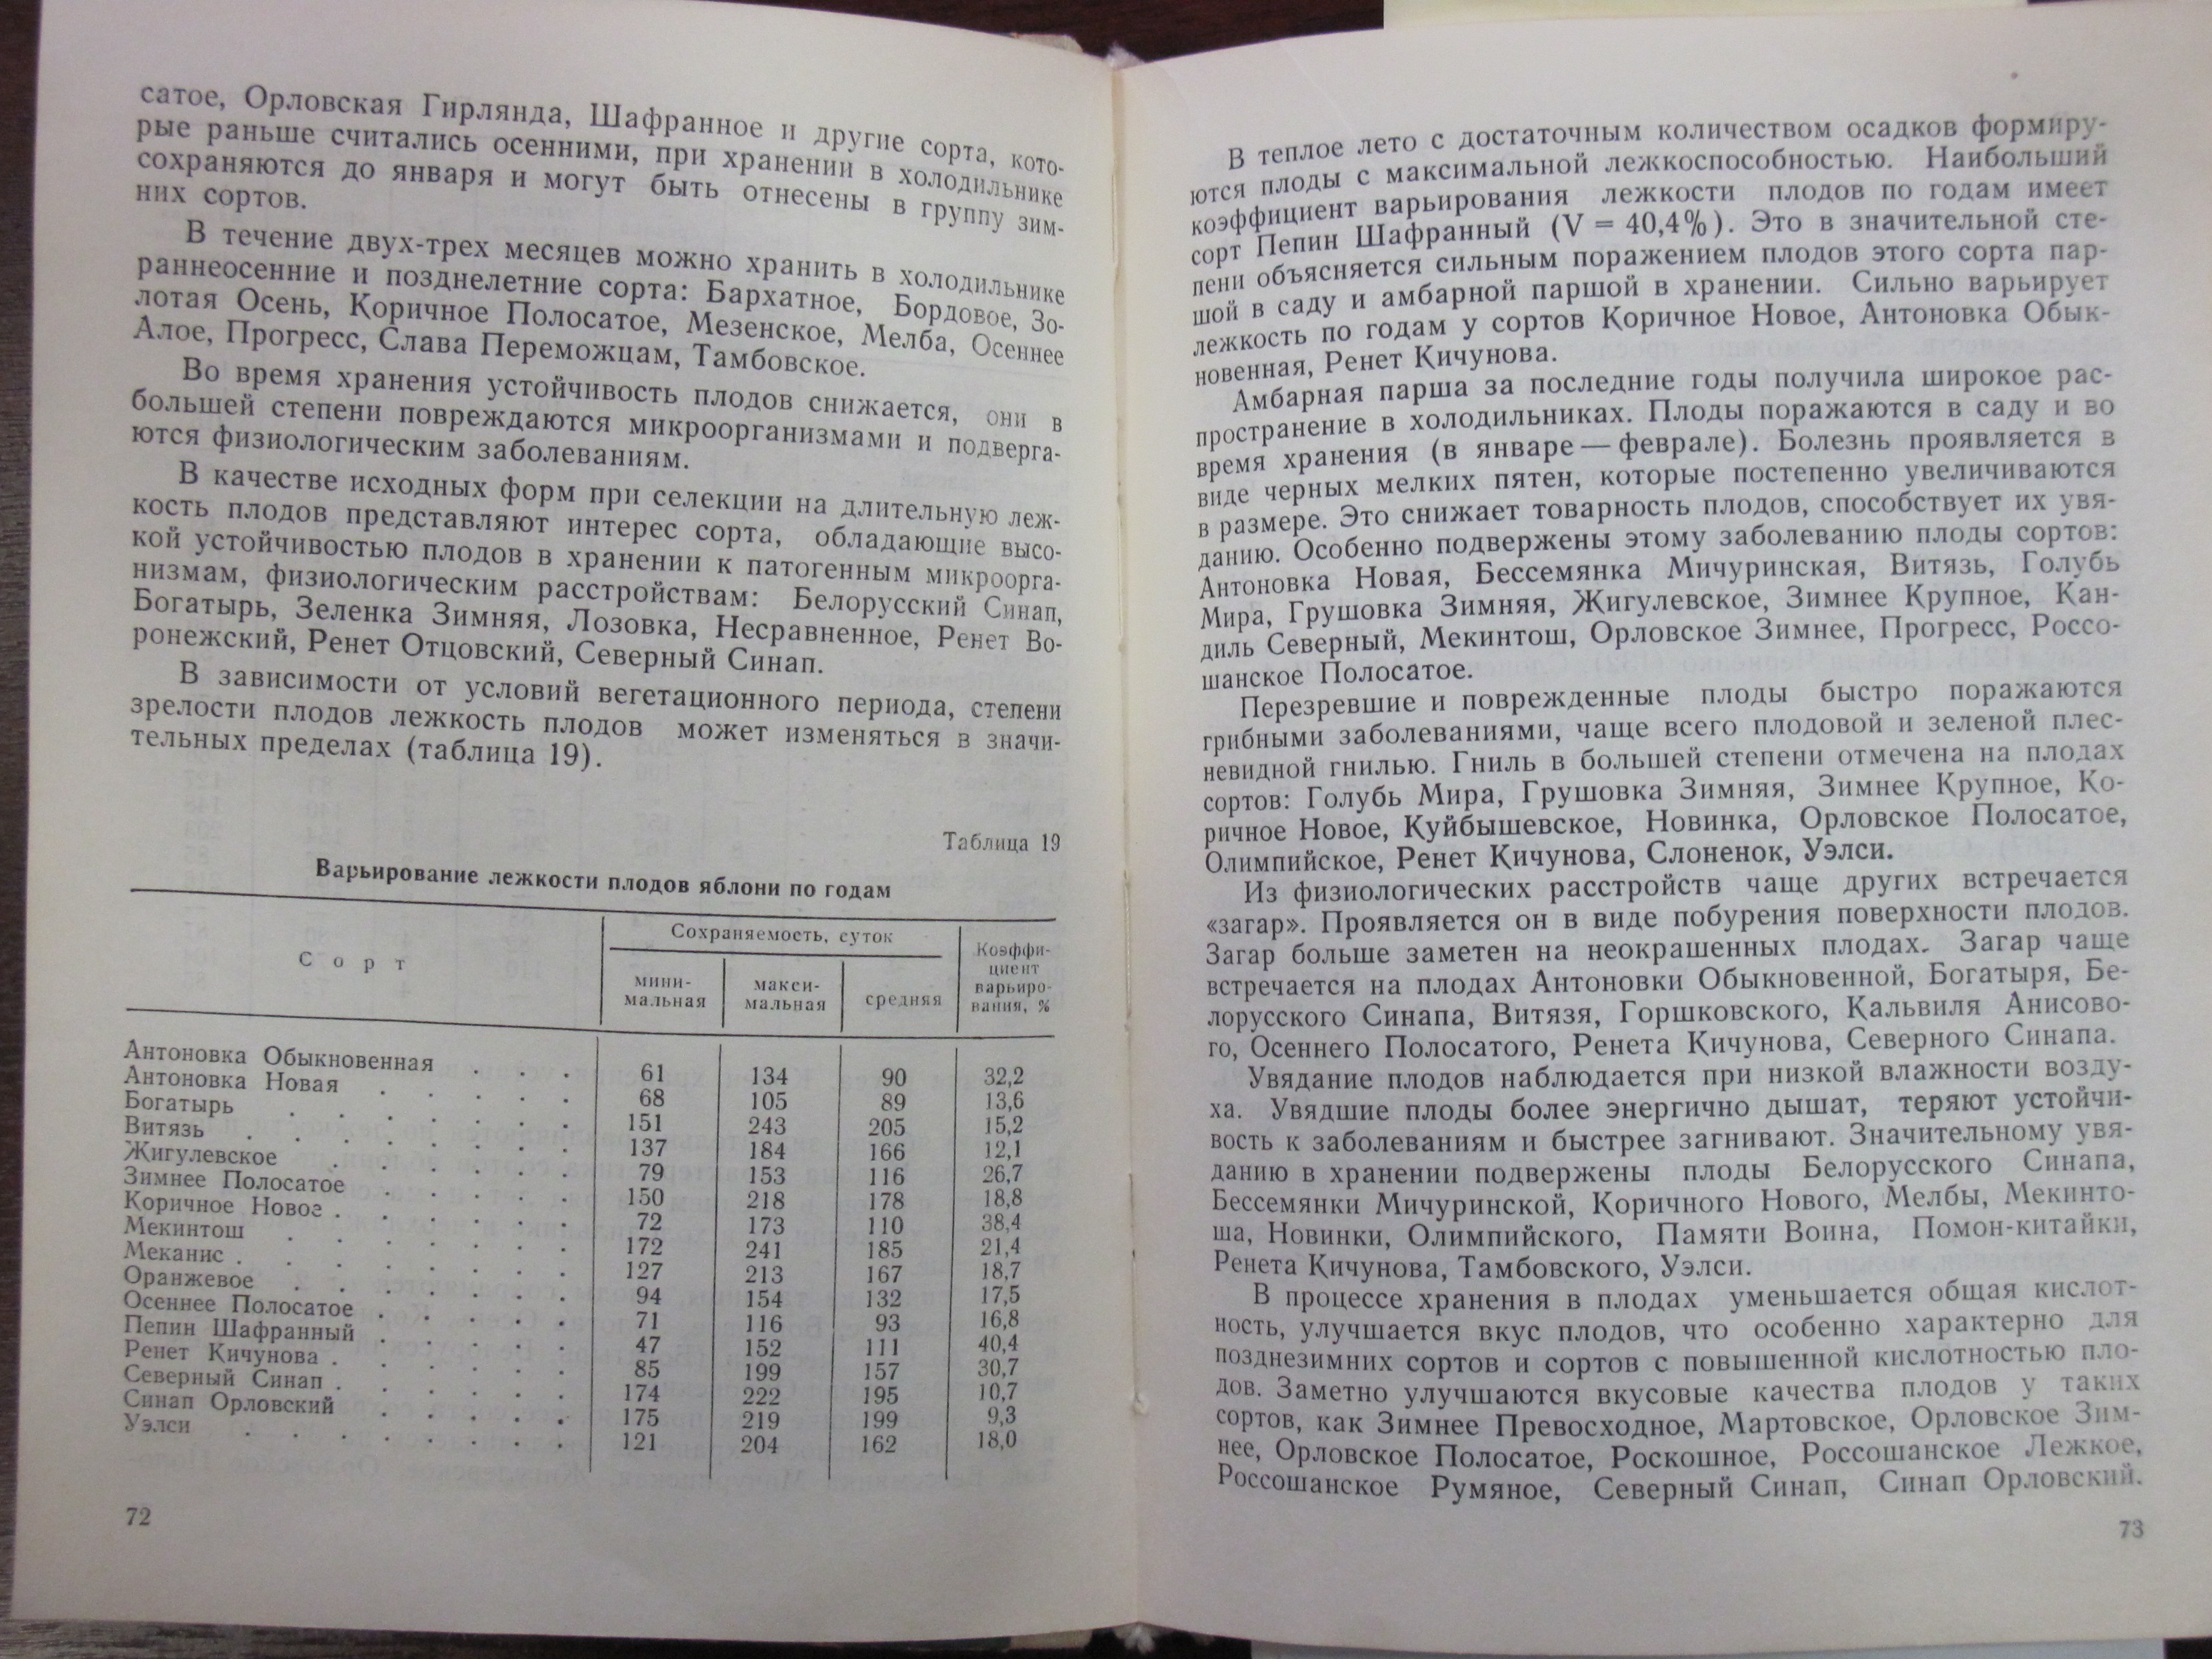 сатое, Орловская Гирлянда, Шафранное и другие сорта, кото-
рые раньше считались осенними, при хранении в холодильнике
сохраняются до января и могут быть отнесены в группу зим-
них сортов.
В течение двух-трех месяцев можно хранить в холодильнике
раннеосенние и позднелетние сорта: Бархатное, Бордовое, Зо-
лотая Осень, Коричное Полосатое, Мезенское, Мелба, Осеннее
Алое, Прогресс, Слава Переможцам, Тамбовское.
Во время хранения устойчивость плодов снижается, они в
большей степени повреждаются микроорганизмами и подверга-
ются физиологическим заболеваниям.
В качестве исходных форм при селекции на длительную леж-
кость плодов представляют интерес сорта, обладающие высо-
кой устойчивостью плодов в хранении к патогенным микроорга-
низмам, физиологическим расстройствам: Белорусский Синап,
Богатырь, Зеленка Зимняя, Лозовка, Несравненное, Ренет Во-
ронежский, Ренет Отцовский, Северный Синап.
В зависимости от условий вегетационного периода, степени
зрелости плодов лежкость плодов может изменяться в значи-
тельных пределах (таблица 19).
Таблица 19
Варьирование лежкости плодов яблони по годам
Сорт
Сохраняемость, суток
мини-
мальная
макси-
мальная
средняя
Коэффи-
циент
варьиро-
вания, %
Антоновка Обыкновенная . . . 61 134 90 32,2
Антоновка Новая . . . . . 68 105 89 13,6
Богатырь . . . . . . . 151 243 205 15,2
Витязь . . . . . . . 137 184 166 12,1
Жигулевское . . . . . . 79 153 116 26,7
Зимнее Полосатое . . . . . 150 218 178 18,8
Коричное Новое . . . . . . 72 173 110 38,4
Мекинтош . . . . . . . 172 241 185 21,4
Меканис . . . . . . . . 127 213 167 18,7
Оранжевое . . . . . . . 94 154 132 17,5
Осеннее Полосатое . . . . . 71 116 93 16,8
Пепин Шафранный . . . . . 47 152 111 40,4
Ренет Кичунова . . . . . . 85 199 157 30,7
Северный Синап . . . . . . 174 222 195 10,7
Синап Орловский . . . . . 175 219 199 9,3
Уэлси . . . . . . . 121 204 162 18,0
72
В теплое лето с достаточным количеством осадков формиру-
ются плоды с максимальной лежкоспособностью. Наибольший
коэффициент варьирования лежкости плодов по годам имеет
сорт Пепин Шафранный (V = 40,4%). Это в значительной сте-
пени объясняется сильным поражением плодов этого сорта пар-
шой в саду и амбарной паршой в хранении. Сильно варьирует
лежкость по годам у сортов Коричное Новое, Антоновка Обык-
новенная, Ренет Кичунова.
Амбарная парша за последние годы получила широкое рас-
пространение в холодильниках. Плоды поражаются в саду и во
время хранения (в январе — феврале). Болезнь проявляется в
виде черных мелких пятен, которые постепенно увеличиваются
в размере. Это снижает товарность плодов, способствует их увя-
данию. Особенно подвержены этому заболеванию плоды сортов:
Антоновка Новая, Бессемянка Мичуринская, Витязь, Голубь
Мира, Грушовка Зимняя, Жигулевское, Зимнее Крупное, Кан-
диль Северный, Мекинтош, Орловское Зимнее, Прогресс, Россо-
шанское Полосатое.
Перезревшие и поврежденные плоды быстро поражаются
грибными заболеваниями, чаще всего плодовой и зеленой плес-
невидной гнилью. Гниль в большей степени отмечена на плодах
сортов: Голубь Мира, Грушовка Зимняя, Зимнее Крупное, Ко-
ричное Новое, Куйбышевское, Новинка, Орловское Полосатое,
Олимпийское, Ренет Кичунова, Слоненок, Уэлси.
Из физиологических расстройств чаще других встречается
«загар». Проявляется он в виде побурения поверхности плодов.
Загар больше заметен на неокрашенных плодах. Загар чаще
встречается на плодах Антоновки Обыкновенной, Богатыря, Бе-
лорусского Синапа, Витязя, Горшковского, Кальвиля Анисово-
го, Осеннего Полосатого, Ренета Кичунова, Северного Синапа.
Увядание плодов наблюдается при низкой влажности возду-
ха. Увядшие плоды более энергично дышат, теряют устойчи-
вость к заболеваниям и быстрее загнивают. Значительному увя-
данию в хранении подвержены плоды Белорусского Синапа,
Бессемянки Мичуринской, Коричного Нового, Мелбы, Мекинто-
ша, Новинки, Олимпийского, Памяти Воина, Помон-китайки,
Ренета Кичунова, Тамбовского, Уэлси.
В процессе хранения в плодах уменьшается общая кислот-
ность, улучшается вкус плодов, что особенно характерно для
позднезимних сортов и сортов с повышенной кислотностью пло-
дов. Заметно улучшаются вкусовые качества плодов у таких
сортов, как Зимнее Превосходное, Мартовское, Орловское Зим-
нее, Орловское Полосатое, Роскошное, Россошанское Лежкое,
Россошанское Румяное, Северный Синап, Синап Орловский.
73